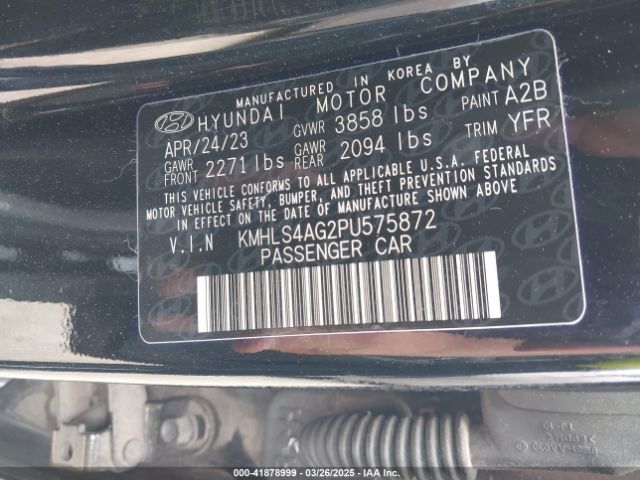 MANUFACTURED IN KOREA BY
HYUNDAI MOTOR COMPANY
APR/24/23 GVWR 3858 lbs PAINT A2B
GAWR FRONT 2271 lbs GAWR REAR 2094 lbs TRIM YFR
THIS VEHICLE CONFORMS TO ALL APPLICABLE U.S.A. FEDERAL
MOTOR VEHICLE SAFETY, BUMPER, AND THEFT PREVENTION
STANDARDS IN EFFECT ON THE DATE OF MANUFACTURE SHOWN ABOVE.
V.I.N KMHLS4AG2PU575872
PASSENGER CAR
000-41878999 03/26/2025 IAA, Inc.